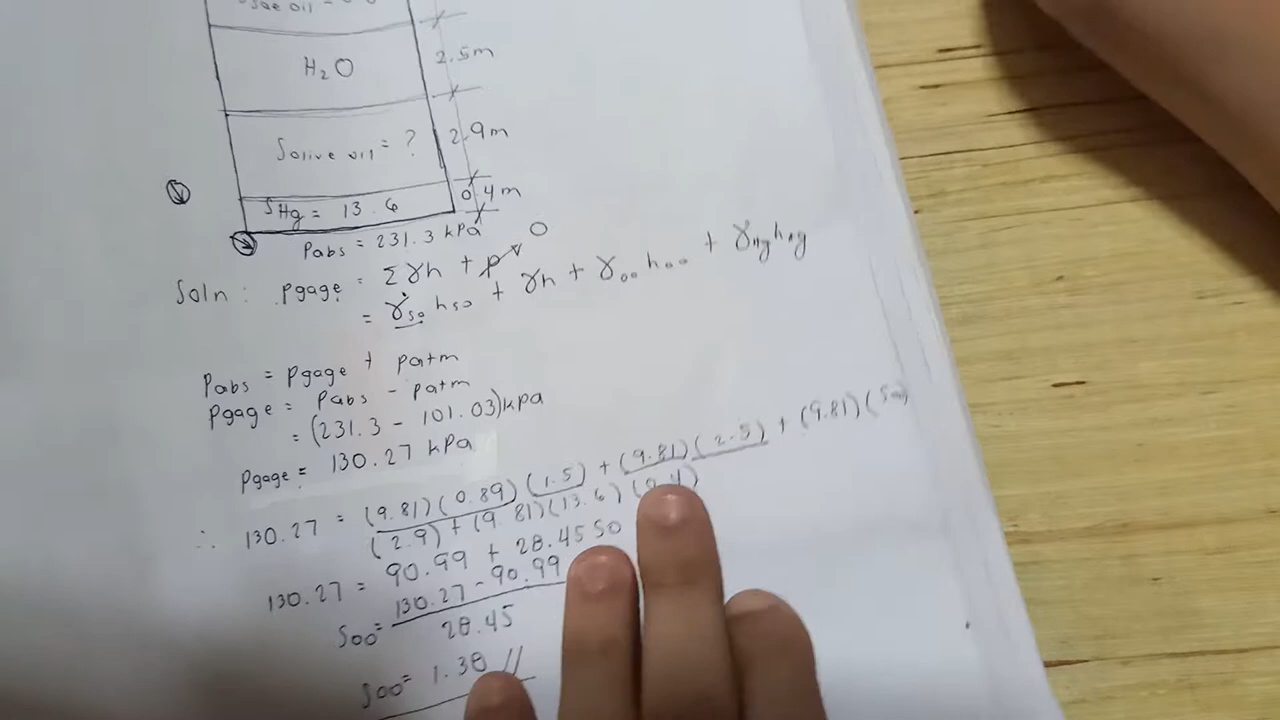 H2O
2.5m
Solive oil = ?
2.9m
SHg = 13.6
0.4m
Pabs = 231.3 kPa
0
Soln: Pgage = Σγh + p
= γso hso + γh + γoo hoo + γHg hHg
Pabs = Pgage + Patm
Pgage = Pabs - Patm
= (231.3 - 101.03)kPa
Pgage = 130.27 kPa
∴ 130.27 = (9.81)(0.89)(1.5) + (9.81)(2.5) + (9.81)(Soo)
(2.9) + (9.81)(13.6)(0.4)
130.27 = 90.99 + 28.45 So
Soo = 130.27 - 90.99
28.45
Soo = 1.38 //